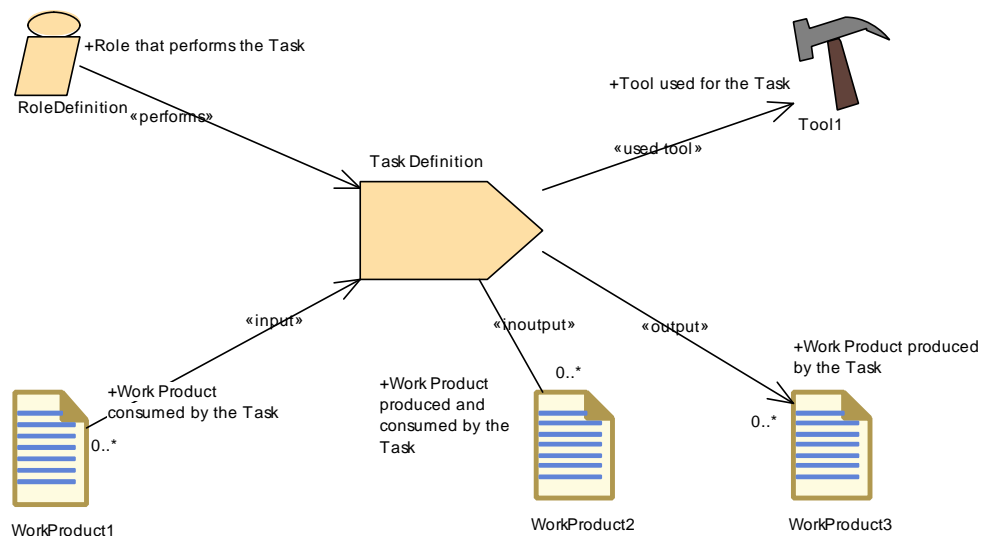 +Role that performs the Task
RoleDefinition
«performs»
+Tool used for the Task
Tool1
«used tool»
Task Definition
«input»
«inoutput»
«output»
+Work Product
consumed by the Task
0..*
WorkProduct1
+Work Product
produced and
consumed by the
Task
0..*
WorkProduct2
+Work Product produced
by the Task
0..*
WorkProduct3